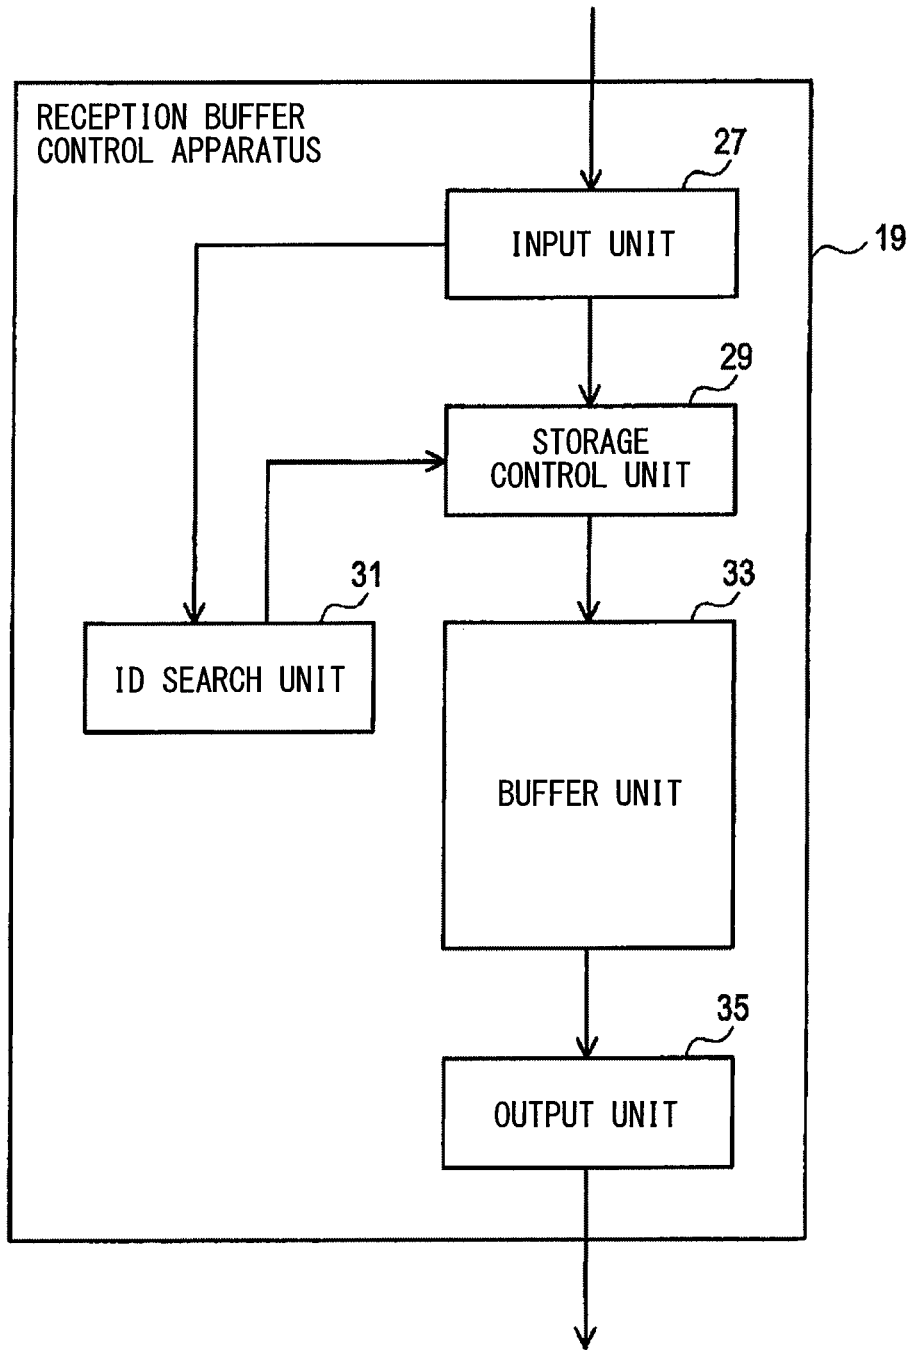 RECEPTION BUFFER
CONTROL APPARATUS
27
INPUT UNIT
19
29
STORAGE
CONTROL UNIT
31
ID SEARCH UNIT
33
BUFFER UNIT
35
OUTPUT UNIT